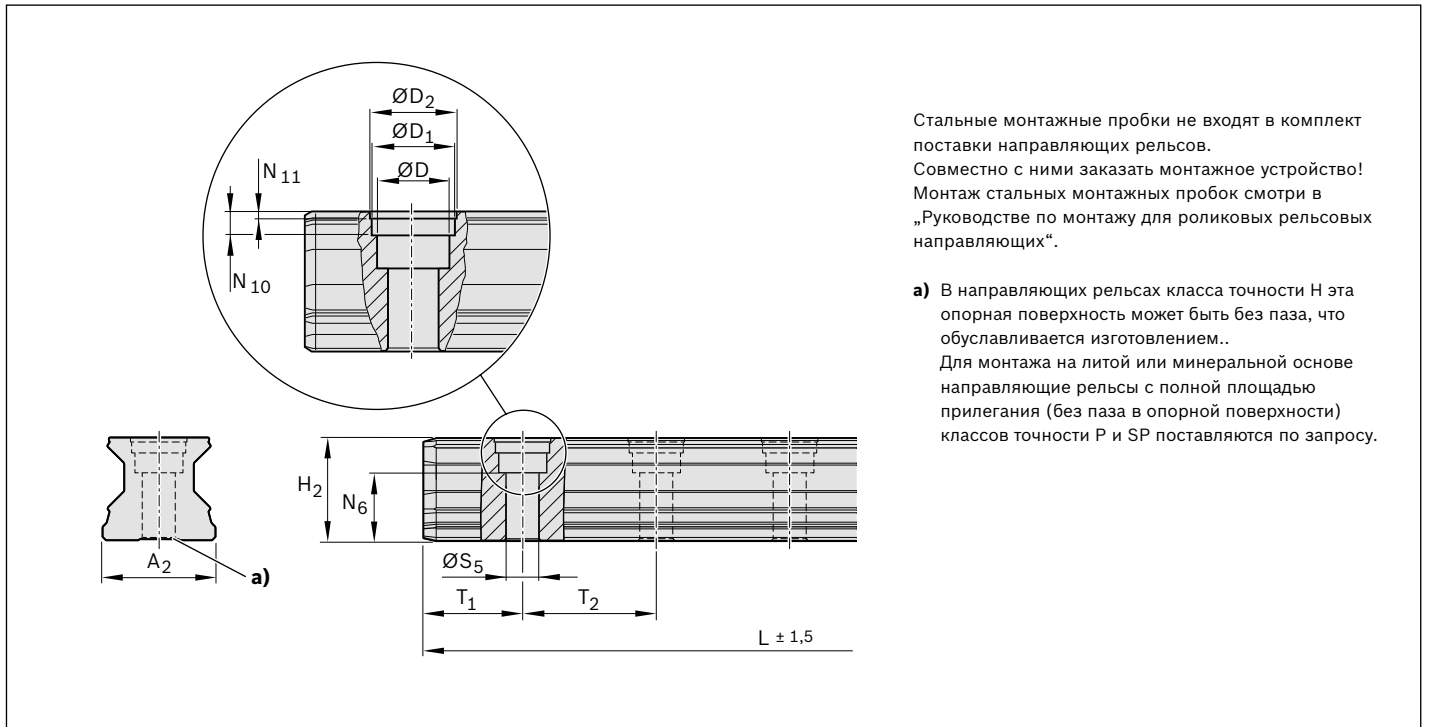 ØD2
ØD1
ØD
N 11
N 10
H2
N6
ØS5
A2
a)
T1
T2
L ± 1,5
Стальные монтажные пробки не входят в комплект
поставки направляющих рельсов.
Совместно с ними заказать монтажное устройство!
Монтаж стальных монтажных пробок смотри в
„Руководстве по монтажу для роликовых рельсовых
направляющих“.
a) В направляющих рельсах класса точности H эта
опорная поверхность может быть без паза, что
обуславливается изготовлением..
Для монтажа на литой или минеральной основе
направляющие рельсы с полной площадью
прилегания (без паза в опорной поверхности)
классов точности P и SP поставляются по запросу.